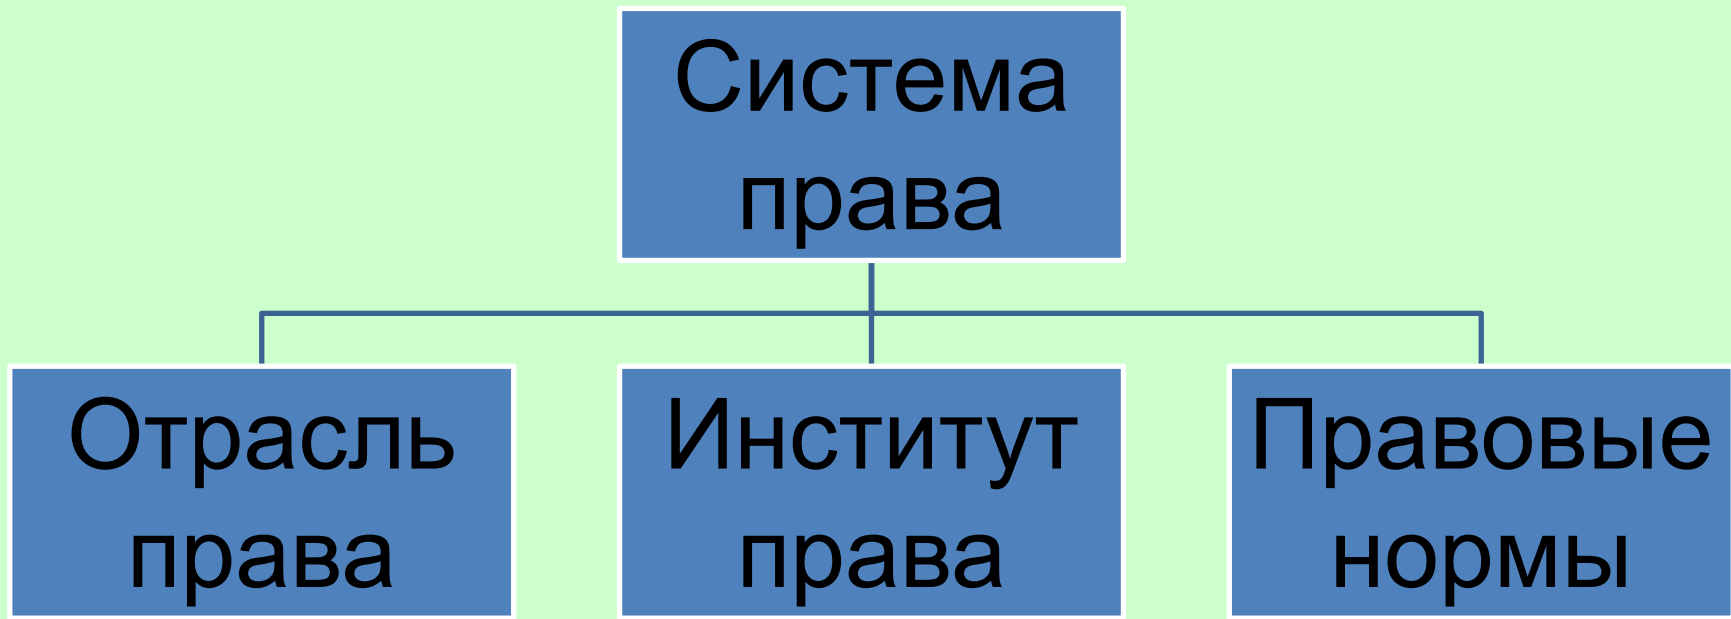 Система
права
Отрасль
права
Институт
права
Правовые
нормы